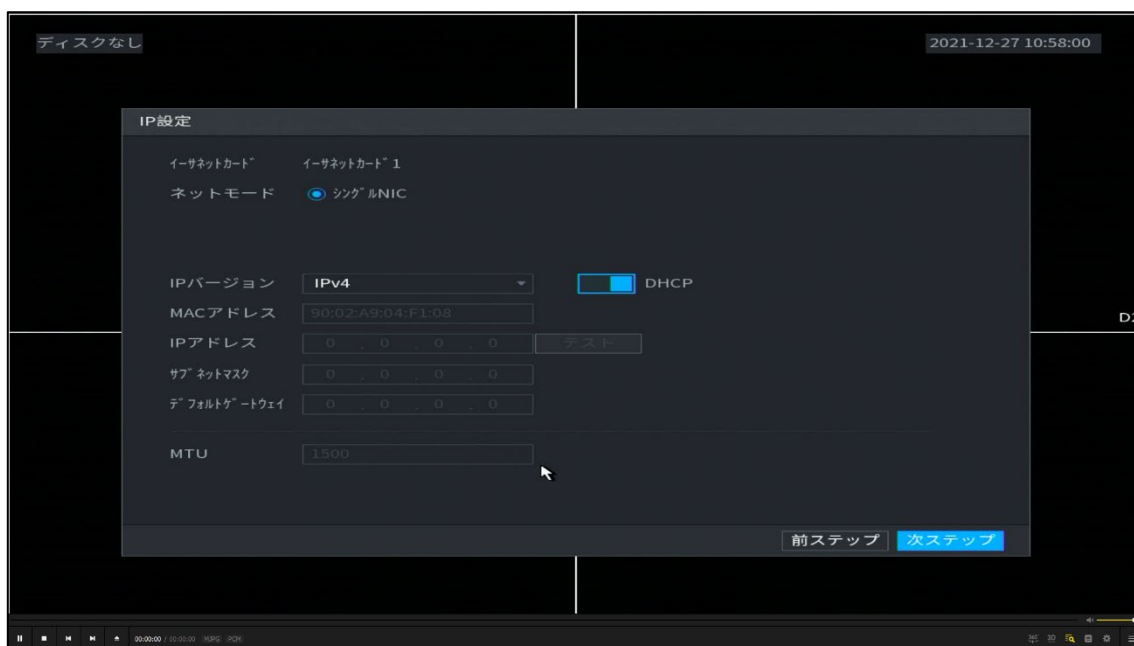 ディスクなし
2021-12-27 10:58:00
IP設定
イーサネットカード イーサネットカード1
ネットモード シングルNIC
IPバージョン IPv4 DHCP
MACアドレス 90:02:A9:04:F1:08
IPアドレス 0 . 0 . 0 . 0 テスト
サブネットマスク 0 . 0 . 0 . 0
デフォルトゲートウェイ 0 . 0 . 0 . 0
MTU 1500
前ステップ 次ステップ
00:00:00 / 00:00:00 MJPG PCM